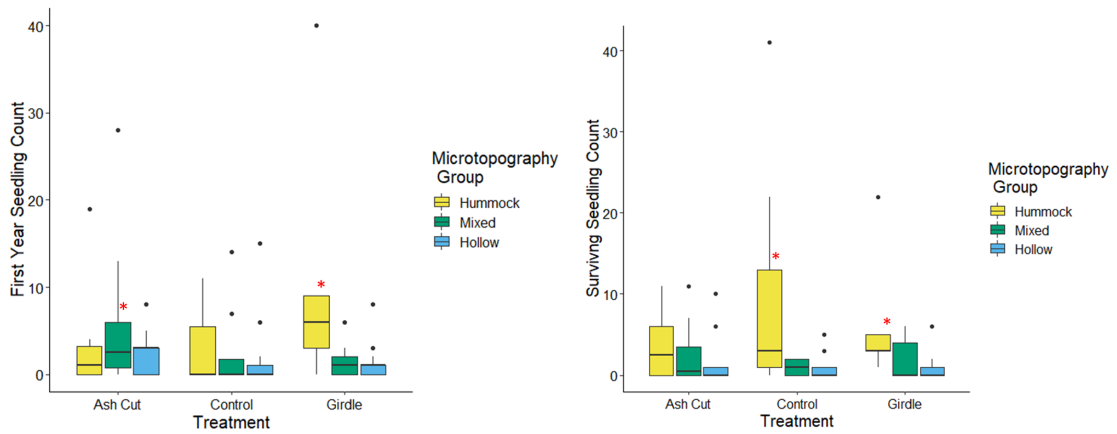 40
30
20
10
0
First Year Seedling Count
*
*
Ash Cut Control Girdle
Treatment
Microtopography
Group
Hummock
Mixed
Hollow
40
30
20
10
0
Survivng Seedling Count
*
*
Ash Cut Control Girdle
Treatment
Microtopography
Group
Hummock
Mixed
Hollow